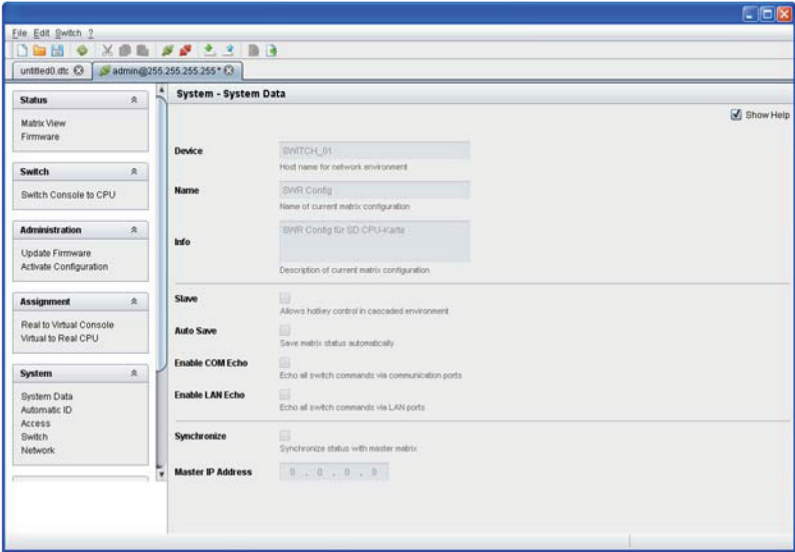 File Edit Switch ?
untitled0.dtc
admin@255.255.255.255*
Status
Matrix View
Firmware
Switch
Switch Console to CPU
Administration
Update Firmware
Activate Configuration
Assignment
Real to Virtual Console
Virtual to Real CPU
System
System Data
Automatic ID
Access
Switch
Network
System - System Data
Show Help
Device
SWITCH_01
Host name for network environment
Name
SWR Config
Name of current matrix configuration
Info
SWR Config für SD CPU-Karte
Description of current matrix configuration
Slave
Allows hotkey control in cascaded environment
Auto Save
Save matrix status automatically
Enable COM Echo
Echo all switch commands via communication ports
Enable LAN Echo
Echo all switch commands via LAN ports
Synchronize
Synchronize status with master matrix
Master IP Address
0 . 0 . 0 . 0